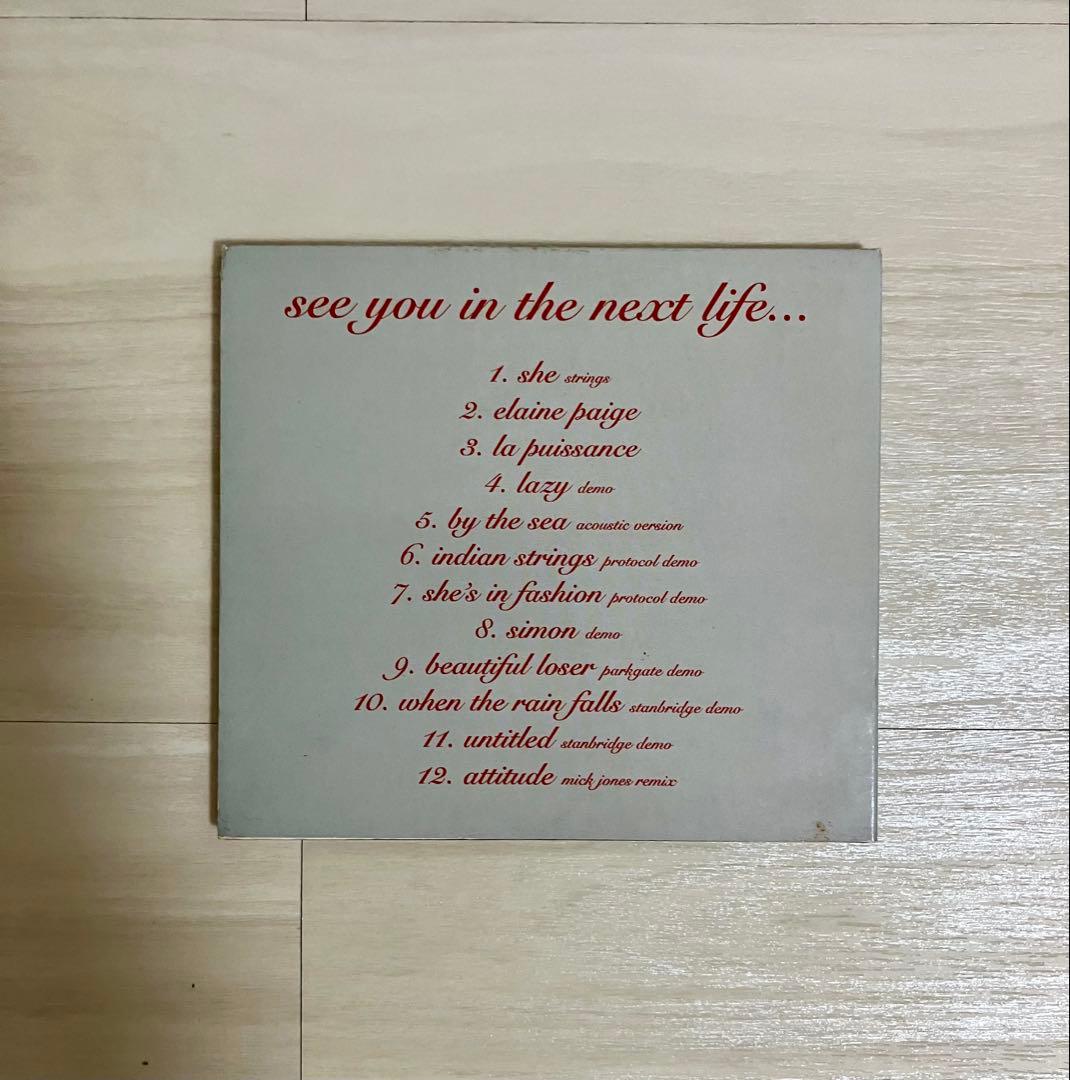 see you in the next life...
1. she strings
2. elaine paige
3. la puissance
4. lazy demo
5. by the sea acoustic version
6. indian strings protocol demo
7. she's in fashion protocol demo
8. simon demo
9. beautiful loser parkgate demo
10. when the rain falls stanbridge demo
11. untitled stanbridge demo
12. attitude mick jones remix